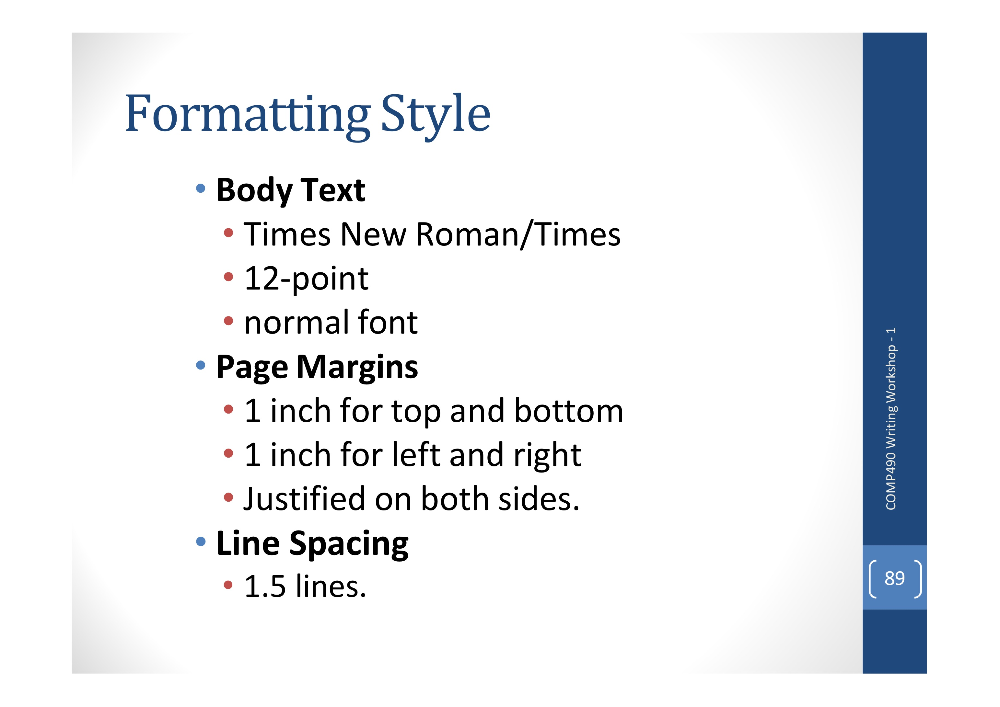 Formatting Style
• Body Text
• Times New Roman/Times
• 12-point
• normal font
• Page Margins
• 1 inch for top and bottom
• 1 inch for left and right
• Justified on both sides.
• Line Spacing
• 1.5 lines.
COMP490 Writing Workshop - 1
89